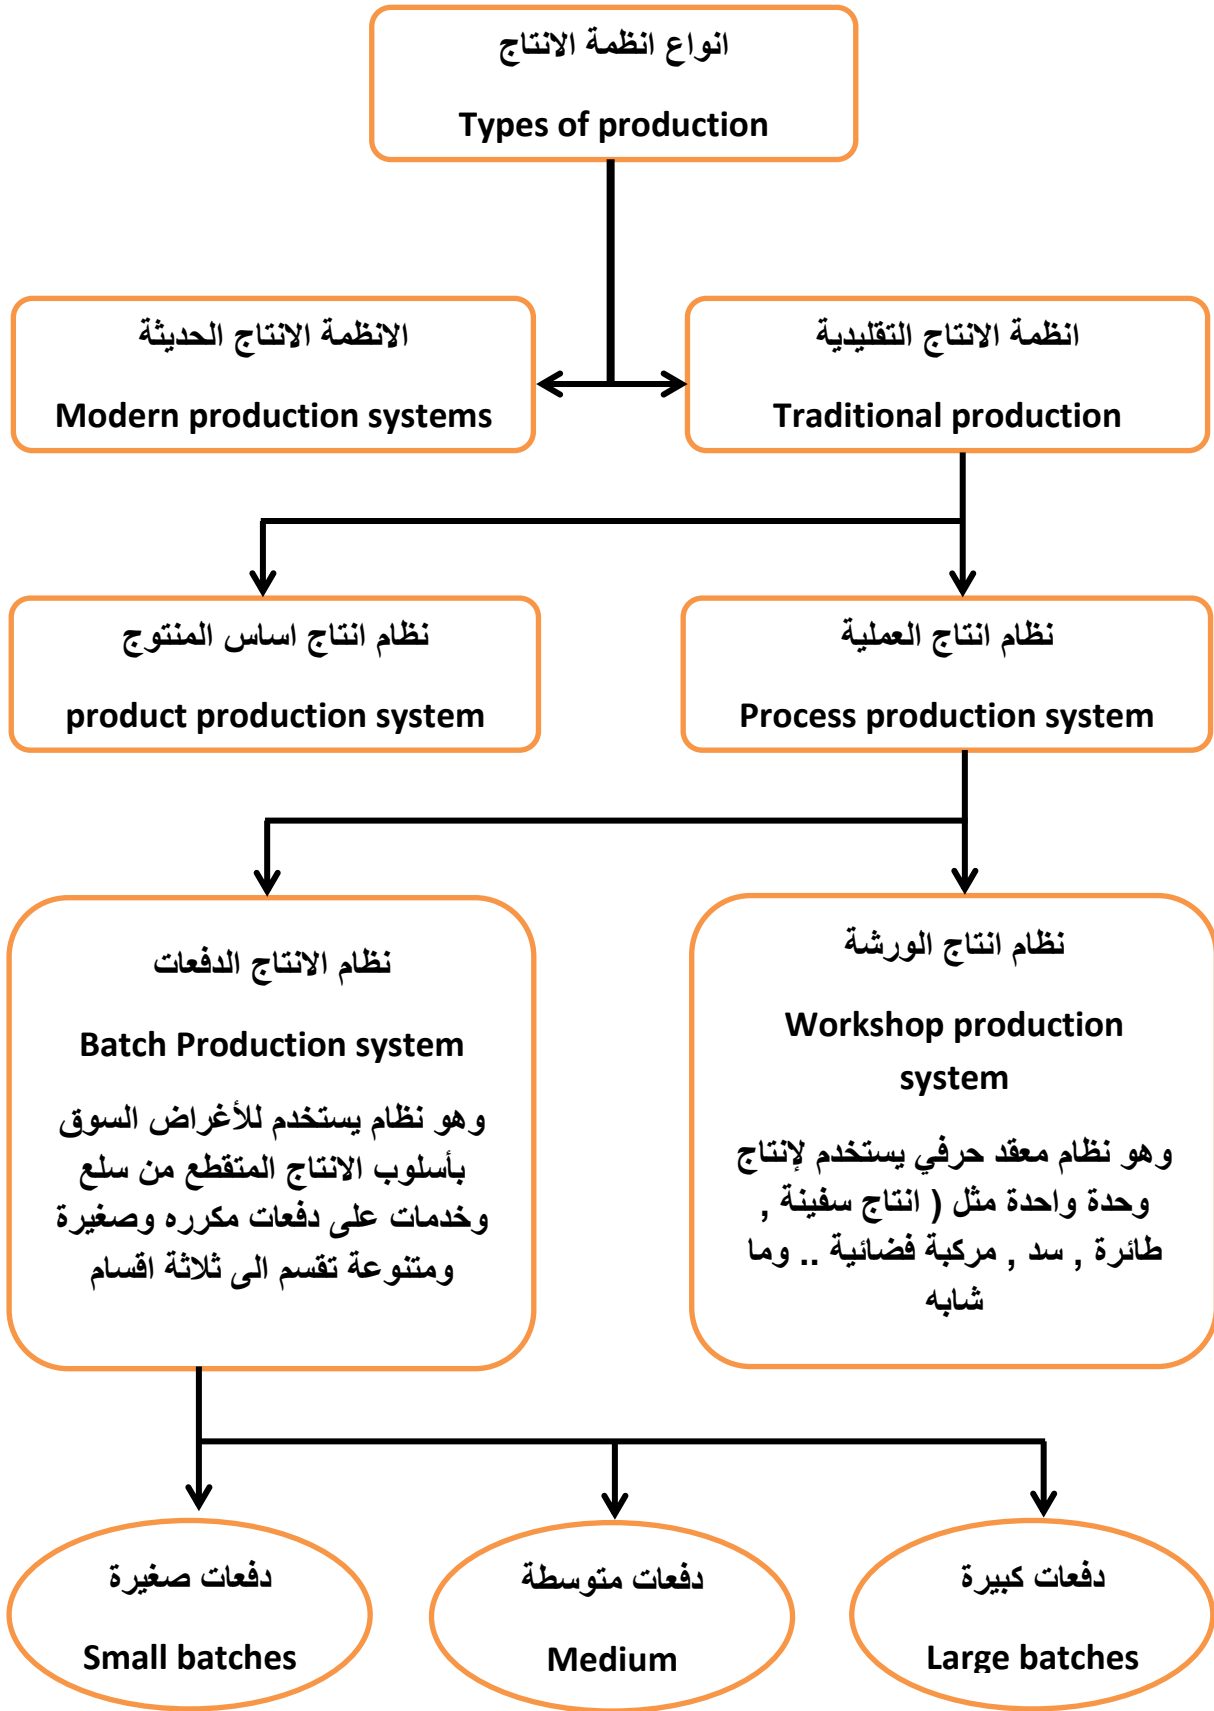 انواع انظمة الانتاج
Types of production
انظمة الانتاج التقليدية
Traditional production
الانظمة الانتاج الحديثة
Modern production systems
نظام انتاج العملية
Process production system
نظام انتاج اساس المنتوج
product production system
نظام انتاج الورشة
Workshop production
system
وهو نظام معقد حرفي يستخدم لإنتاج
وحدة واحدة مثل ( انتاج سفينة ,
طائرة , سد , مركبة فضائية .. وما
شابه
نظام الانتاج الدفعات
Batch Production system
وهو نظام يستخدم للأغراض السوق
بأسلوب الانتاج المتقطع من سلع
وخدمات على دفعات مكرره وصغيرة
ومتنوعة تقسم الى ثلاثة اقسام
دفعات كبيرة
Large batches
دفعات متوسطة
Medium
دفعات صغيرة
Small batches